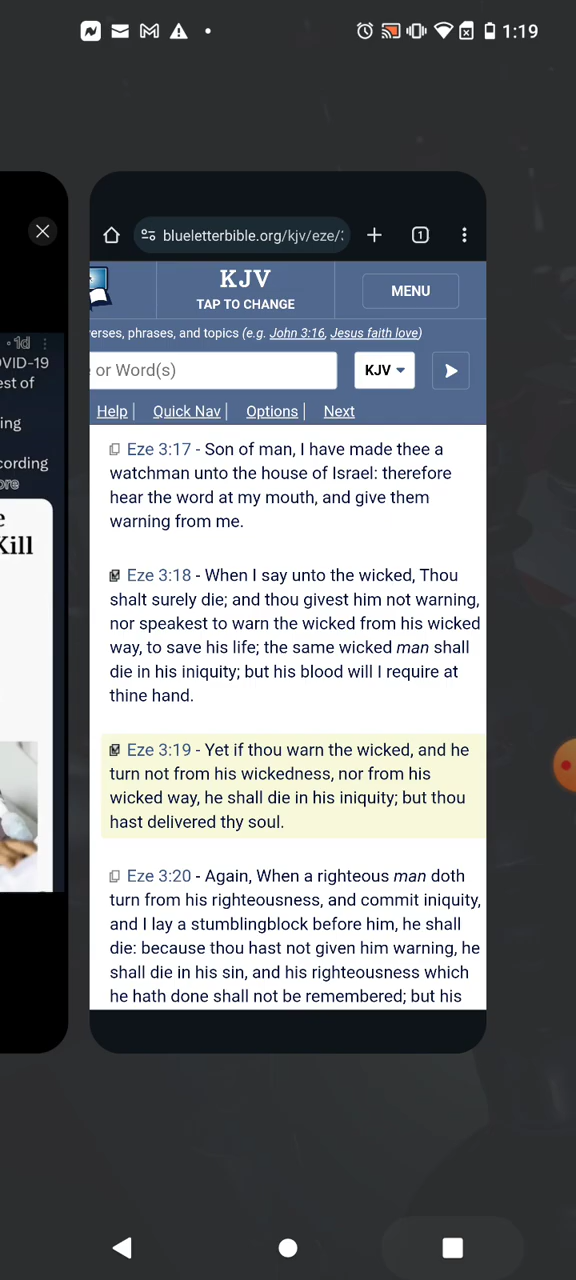 1:19
1d
OVID-19
est of
ing
cording
ore
e
Kill
blueletterbible.org/kjv/eze/
1
KJV
TAP TO CHANGE
MENU
erses, phrases, and topics (e.g. John 3:16, Jesus faith love)
e or Word(s)
KJV
Help | Quick Nav | Options | Next
Eze 3:17 - Son of man, I have made thee a
watchman unto the house of Israel: therefore
hear the word at my mouth, and give them
warning from me.
Eze 3:18 - When I say unto the wicked, Thou
shalt surely die; and thou givest him not warning,
nor speakest to warn the wicked from his wicked
way, to save his life; the same wicked man shall
die in his iniquity; but his blood will I require at
thine hand.
Eze 3:19 - Yet if thou warn the wicked, and he
turn not from his wickedness, nor from his
wicked way, he shall die in his iniquity; but thou
hast delivered thy soul.
Eze 3:20 - Again, When a righteous man doth
turn from his righteousness, and commit iniquity,
and I lay a stumblingblock before him, he shall
die: because thou hast not given him warning, he
shall die in his sin, and his righteousness which
he hath done shall not be remembered; but his